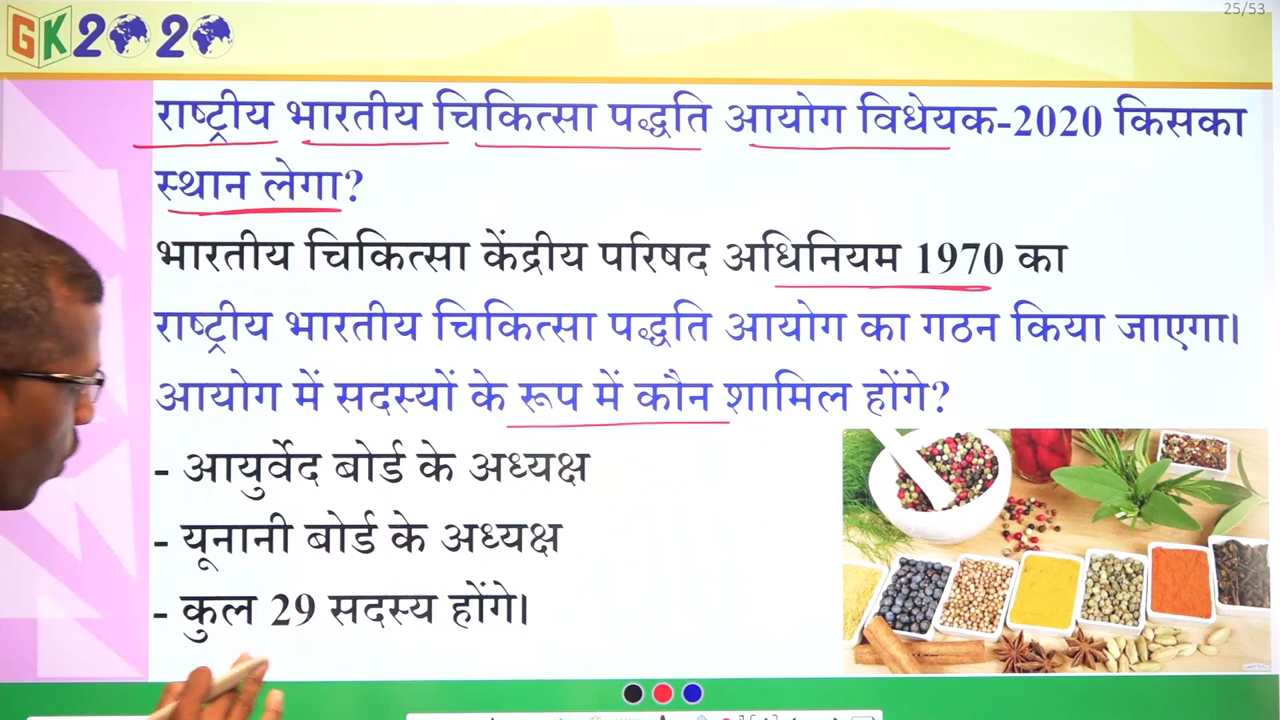 25/53
GK2020
राष्ट्रीय भारतीय चिकित्सा पद्धति आयोग विधेयक-2020 किसका
स्थान लेगा?
भारतीय चिकित्सा केंद्रीय परिषद अधिनियम 1970 का
राष्ट्रीय भारतीय चिकित्सा पद्धति आयोग का गठन किया जाएगा।
आयोग में सदस्यों के रूप में कौन शामिल होंगे?
- आयुर्वेद बोर्ड के अध्यक्ष
- यूनानी बोर्ड के अध्यक्ष
- कुल 29 सदस्य होंगे।